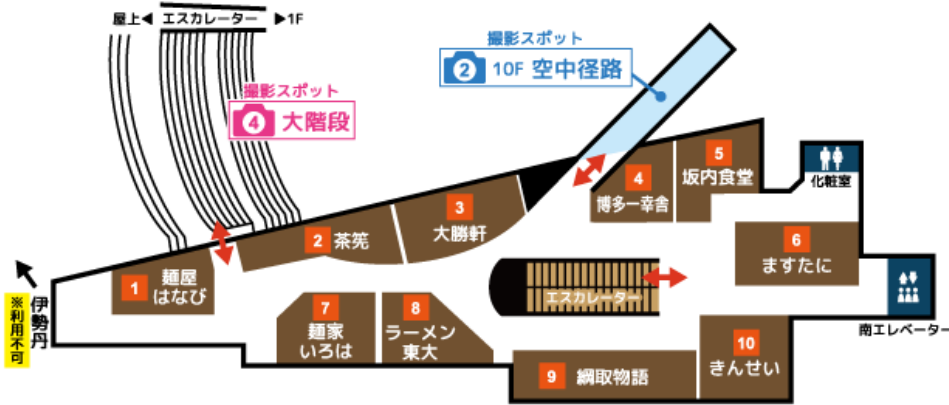 屋上◀ エスカレーター ▶1F
撮影スポット
4 大階段
撮影スポット
2 10F 空中径路
1 麺屋
はなび
2 茶筅
3
大勝軒
4
博多一幸舎
5
坂内食堂
化粧室
6
ますたに
南エレベーター
エスカレーター
7
麺家
いろは
8
ラーメン
東大
9 綱取物語
10
きんせい
伊勢丹
※利用不可